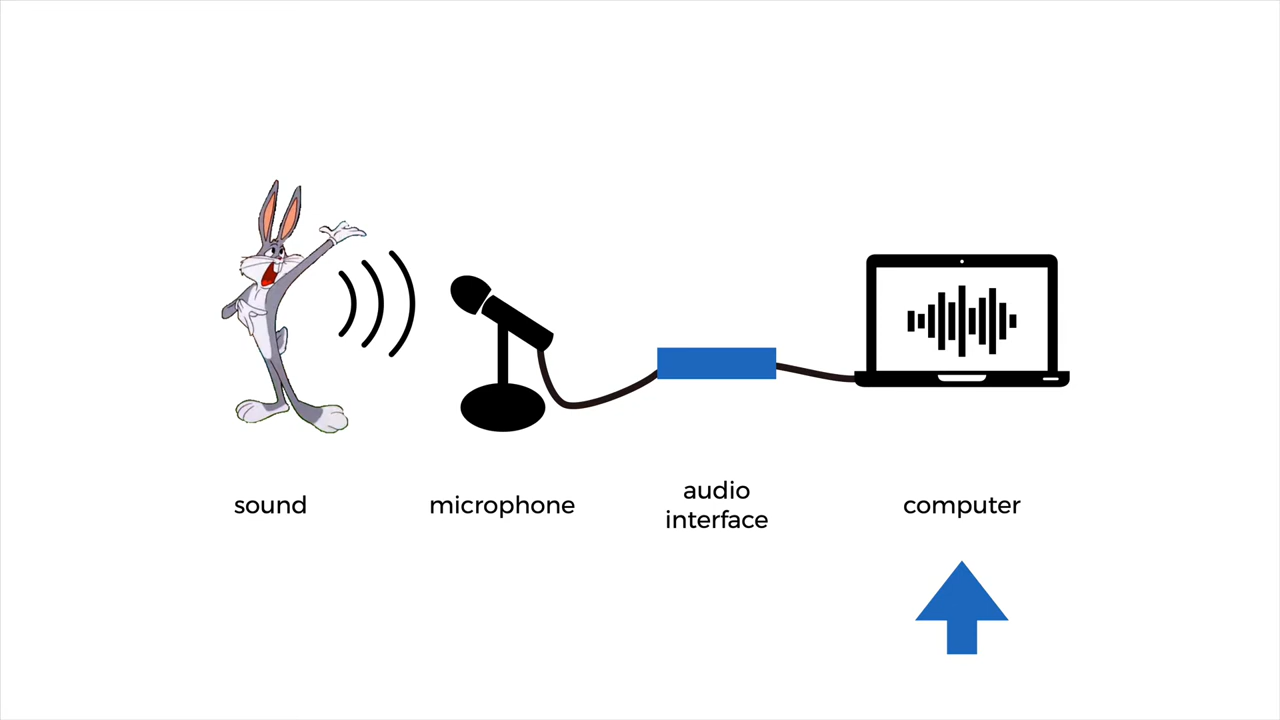 sound
microphone
audio
interface
computer